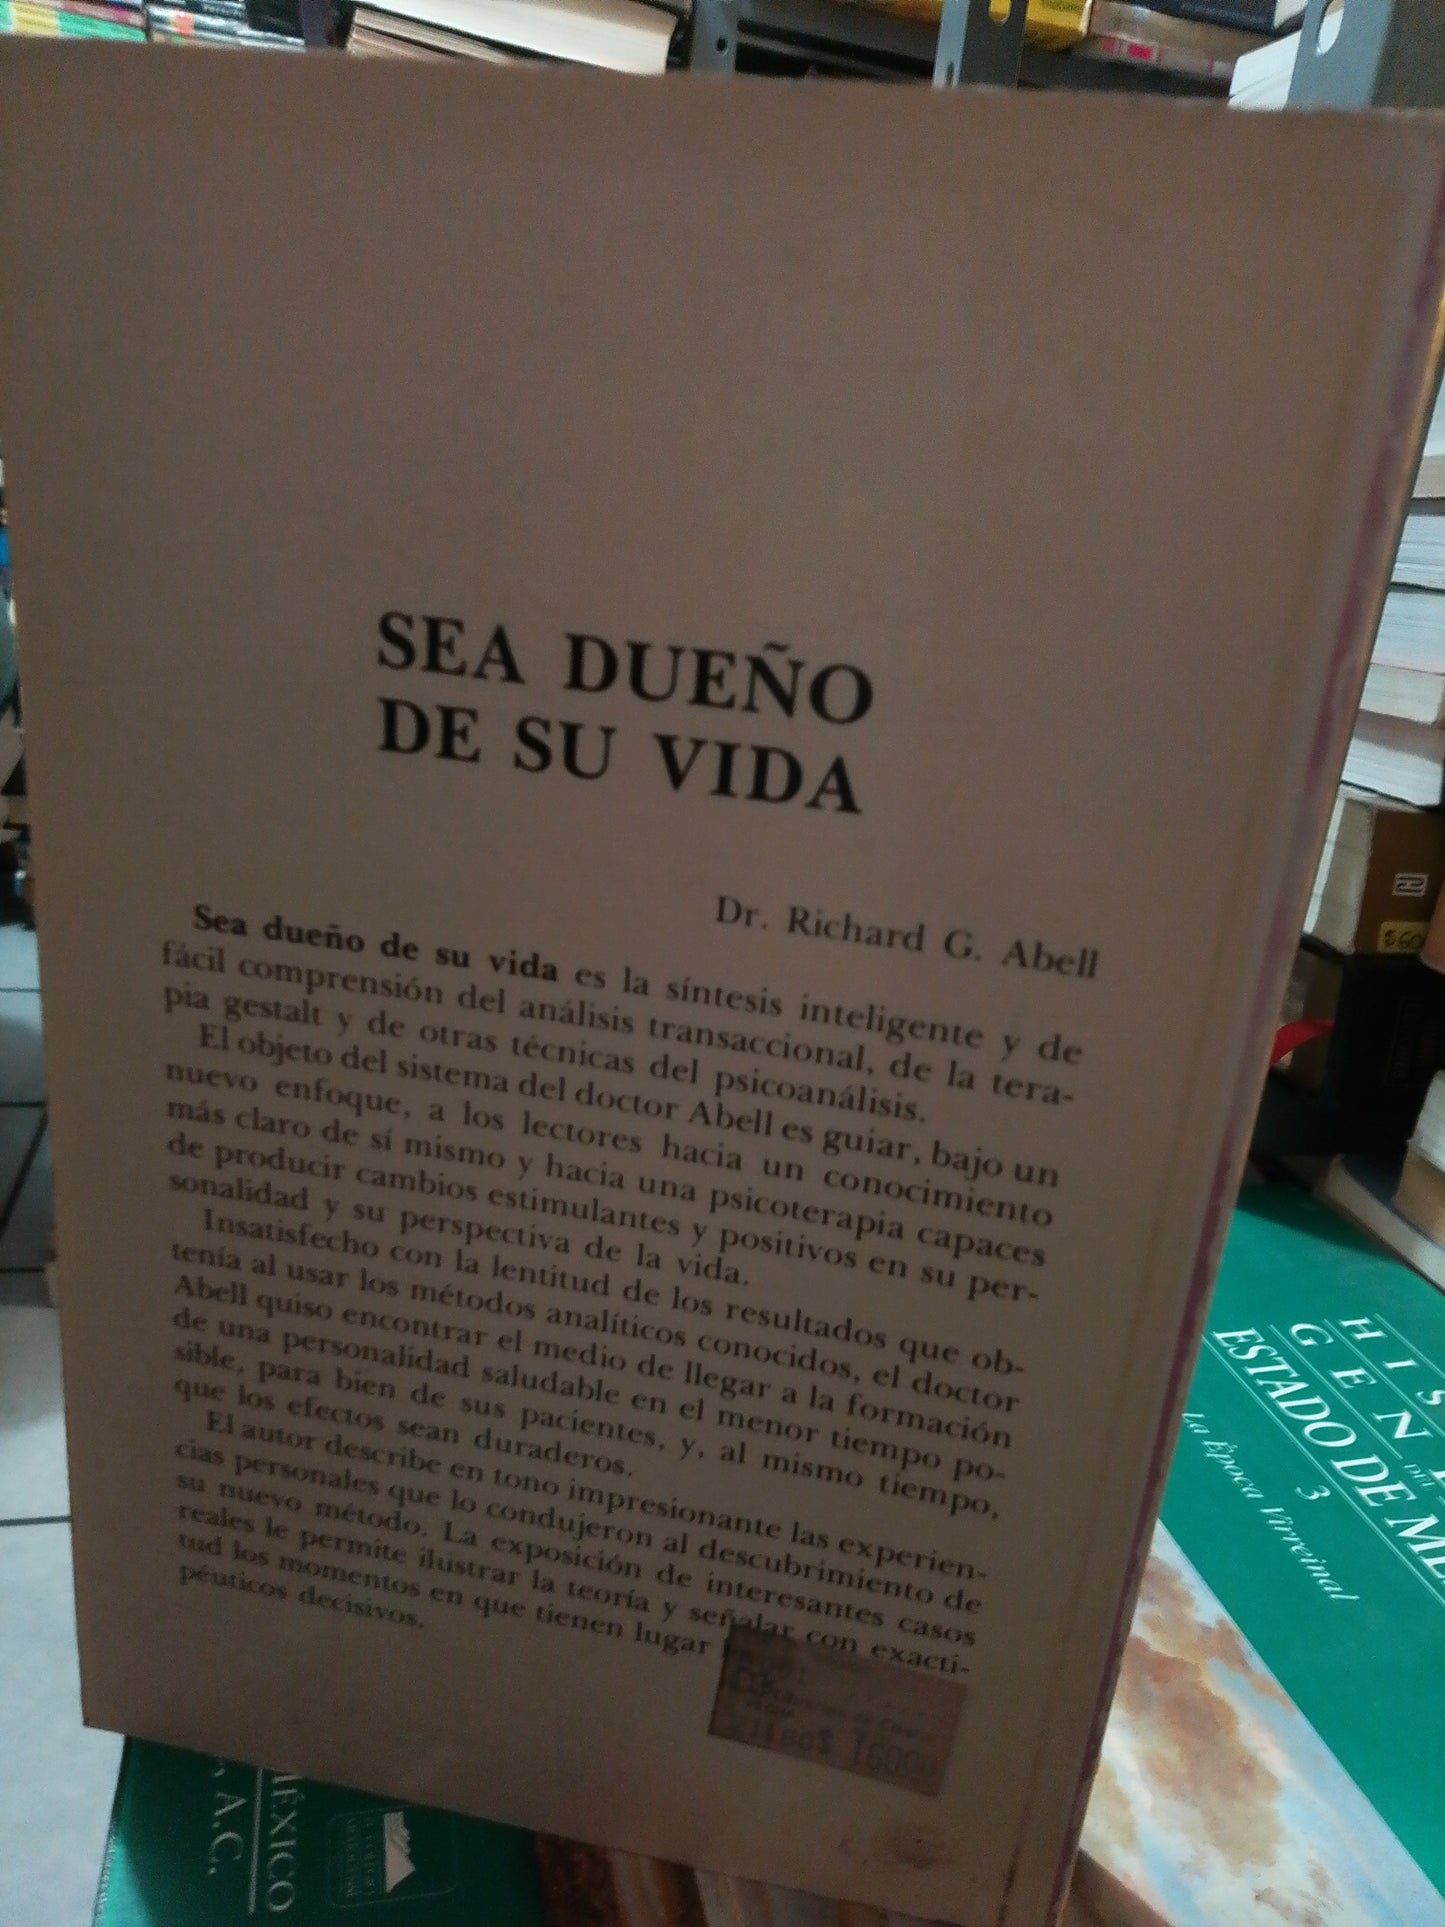 SEA DUEÑO
DE SU VIDA
Dr. Richard G. Abell
Sea dueño de su vida es la síntesis inteligente y de
fácil comprensión del análisis transaccional, de la tera-
pia gestalt y de otras técnicas del psicoanálisis.
El objeto del sistema del doctor Abell es guiar, bajo un
nuevo enfoque, a los lectores hacia un conocimiento
más claro de sí mismo y hacia una psicoterapia capaces
de producir cambios estimulantes y positivos en su per-
sonalidad y su perspectiva de la vida.
Insatisfecho con la lentitud de los resultados que ob-
tenía al usar los métodos analíticos conocidos, el doctor
Abell quiso encontrar el medio de llegar a la formación
de una personalidad saludable en el menor tiempo po-
sible, para bien de sus pacientes, y, al mismo tiempo,
que los efectos sean duraderos.
El autor describe en tono impresionante las experien-
cias personales que lo condujeron al descubrimiento de
su nuevo método. La exposición de interesantes casos
reales le permite ilustrar la teoría y señalar con exacti-
tud los momentos en que tienen lugar
péuticos decisivos.
HIS
GEN
DEL
ESTADO DE MÉ
3
La Época Virreinal
MÉXICO
A.C.
$60